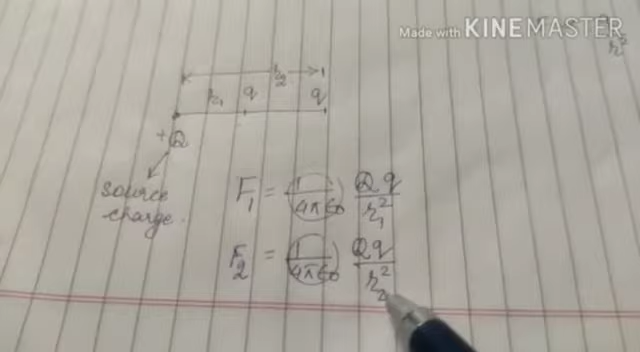 Made with KINEMASTER
r₂
r₁ q q
+Q
source
charge.
F₁ = 1/4πε₀ Qq/r₁²
F₂ = 1/4πε₀ Qq/r₂²